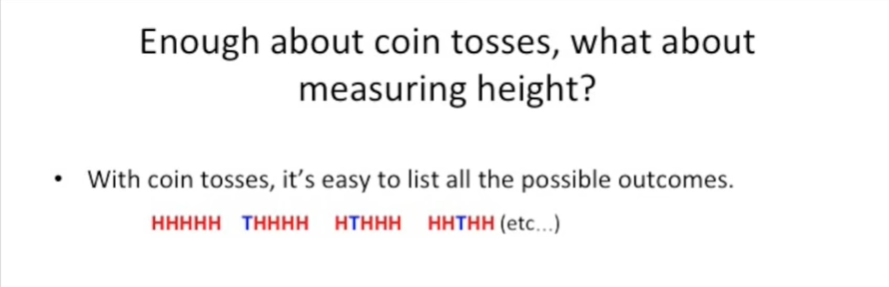 Enough about coin tosses, what about
measuring height?
• With coin tosses, it's easy to list all the possible outcomes.
HHHHH THHHH HTHHH HHTHH (etc...)